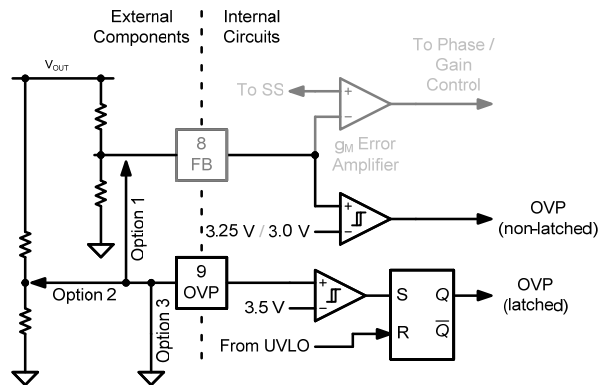 External
Components
Internal
Circuits
VOUT
To SS
To Phase /
Gain
Control
+
−
8
FB
gM Error
Amplifier
Option 1
+
−
3.25 V / 3.0 V
OVP
(non-latched)
9
OVP
Option 2
Option 3
+
−
3.5 V
S Q
R Q̅
OVP
(latched)
From UVLO